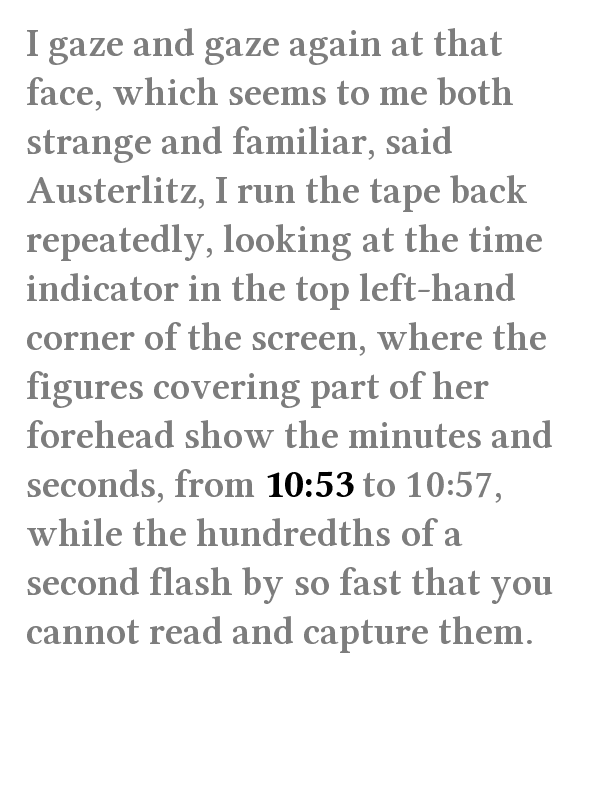 I gaze and gaze again at that
face, which seems to me both
strange and familiar, said
Austerlitz, I run the tape back
repeatedly, looking at the time
indicator in the top left-hand
corner of the screen, where the
figures covering part of her
forehead show the minutes and
seconds, from 10:53 to 10:57,
while the hundredths of a
second flash by so fast that you
cannot read and capture them.